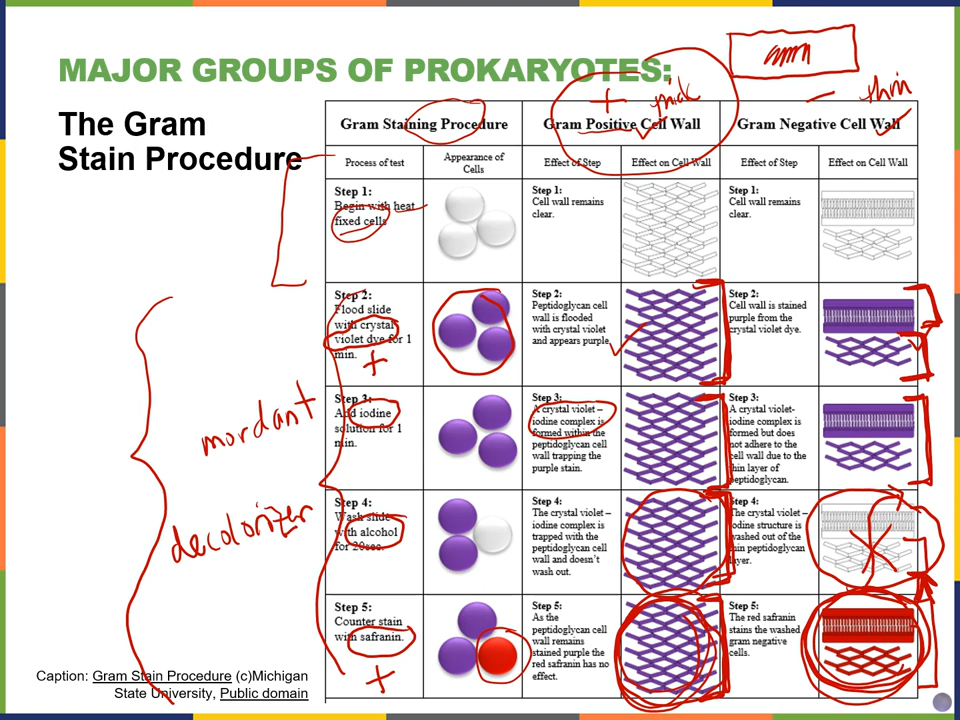 MAJOR GROUPS OF PROKARYOTES:
The Gram
Stain Procedure
+ thick
- thin
Gram Staining Procedure
Gram Positive Cell Wall
Gram Negative Cell Wall
Process of test
Appearance of
Cells
Effect of Step
Effect on Cell Wall
Effect of Step
Effect on Cell Wall
Step 1:
Begin with heat
fixed cells
Step 1:
Cell wall remains
clear.
Step 1:
Cell wall remains
clear.
Step 2:
Flood slide
with crystal
violet dye for 1
min.
+
Step 2:
Peptidoglycan cell
wall is flooded
with crystal violet
and appears purple.
Step 2:
Cell wall is stained
purple from the
crystal violet dye.
mordant
Step 3:
Add iodine
solution for 1
min.
Step 3:
A crystal violet –
iodine complex is
formed within the
peptidoglycan cell
wall trapping the
purple stain.
Step 3:
A crystal violet-
iodine complex is
formed but does
not adhere to the
cell wall due to the
thin layer of
peptidoglycan.
decolorizer
Step 4:
Wash slide
with alcohol
for 20sec.
Step 4:
The crystal violet –
iodine complex is
trapped with the
peptidoglycan cell
wall and doesn't
wash out.
Step 4:
The crystal violet –
iodine structure is
washed out of the
thin peptidoglycan
layer.
Step 5:
Counter stain
with safranin.
+
Step 5:
As the
peptidoglycan cell
wall remains
stained purple the
red safranin has no
effect.
Step 5:
The red safranin
stains the washed
gram negative
cells.
Caption: Gram Stain Procedure (c)Michigan
State University, Public domain